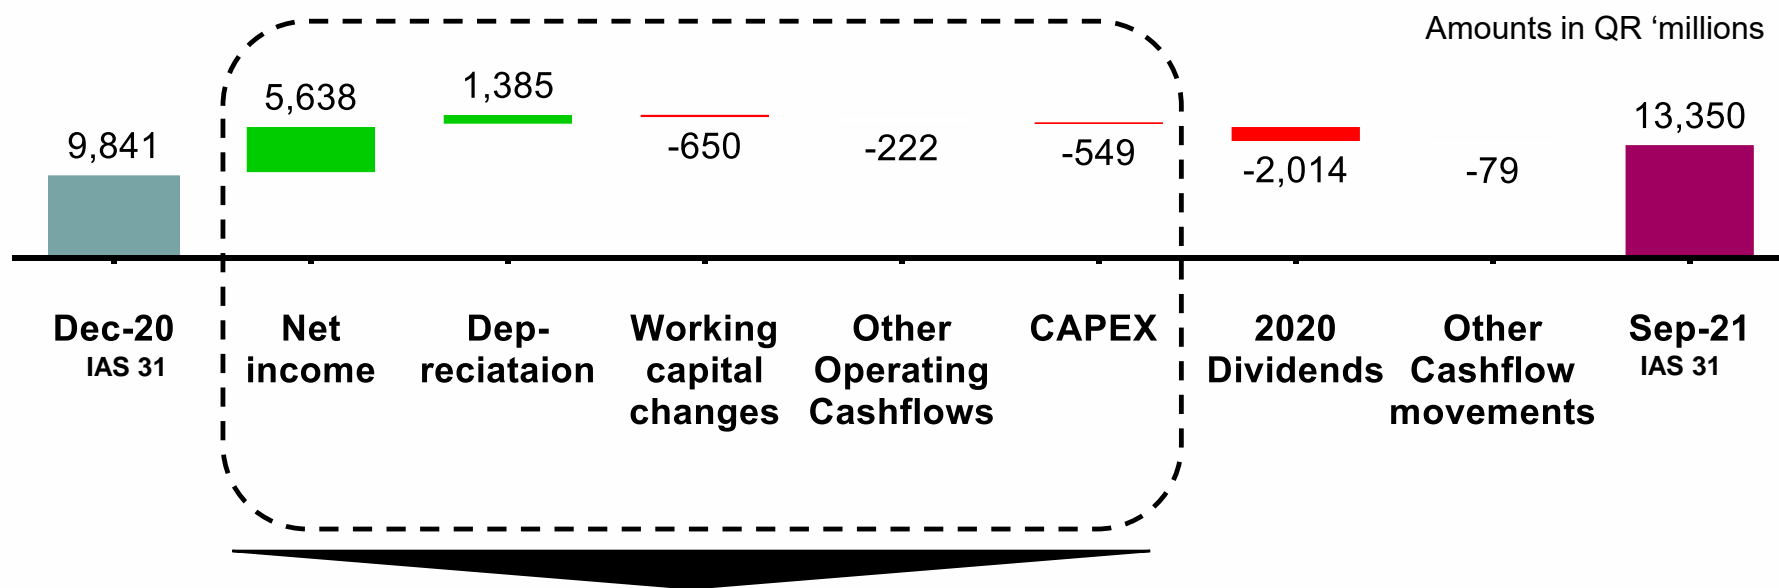 Amounts in QR ‘millions
9,841
5,638
1,385
-650
-222
-549
-2,014
-79
13,350
Dec-20
IAS 31
Net
income
Dep-
reciataion
Working
capital
changes
Other
Operating
Cashflows
CAPEX
2020
Dividends
Other
Cashflow
movements
Sep-21
IAS 31